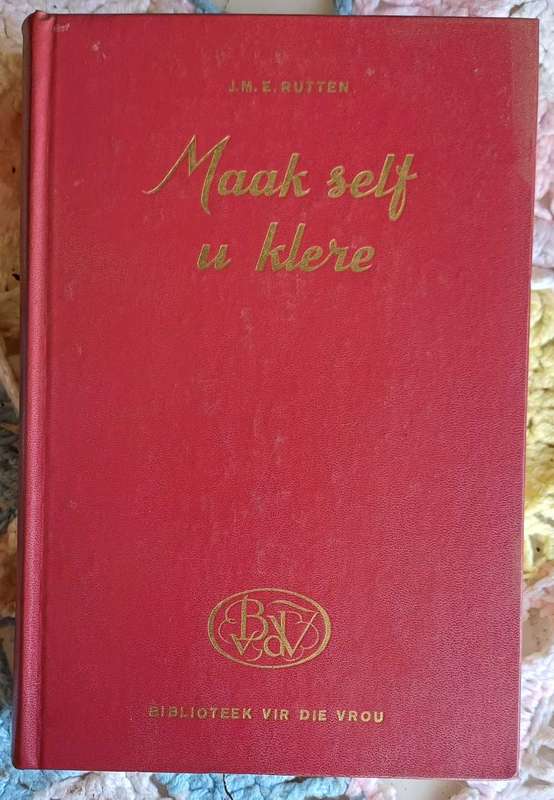 J.M.E. RUTTEN
Maak self
u klere
BVDV
BIBLIOTEEK VIR DIE VROU